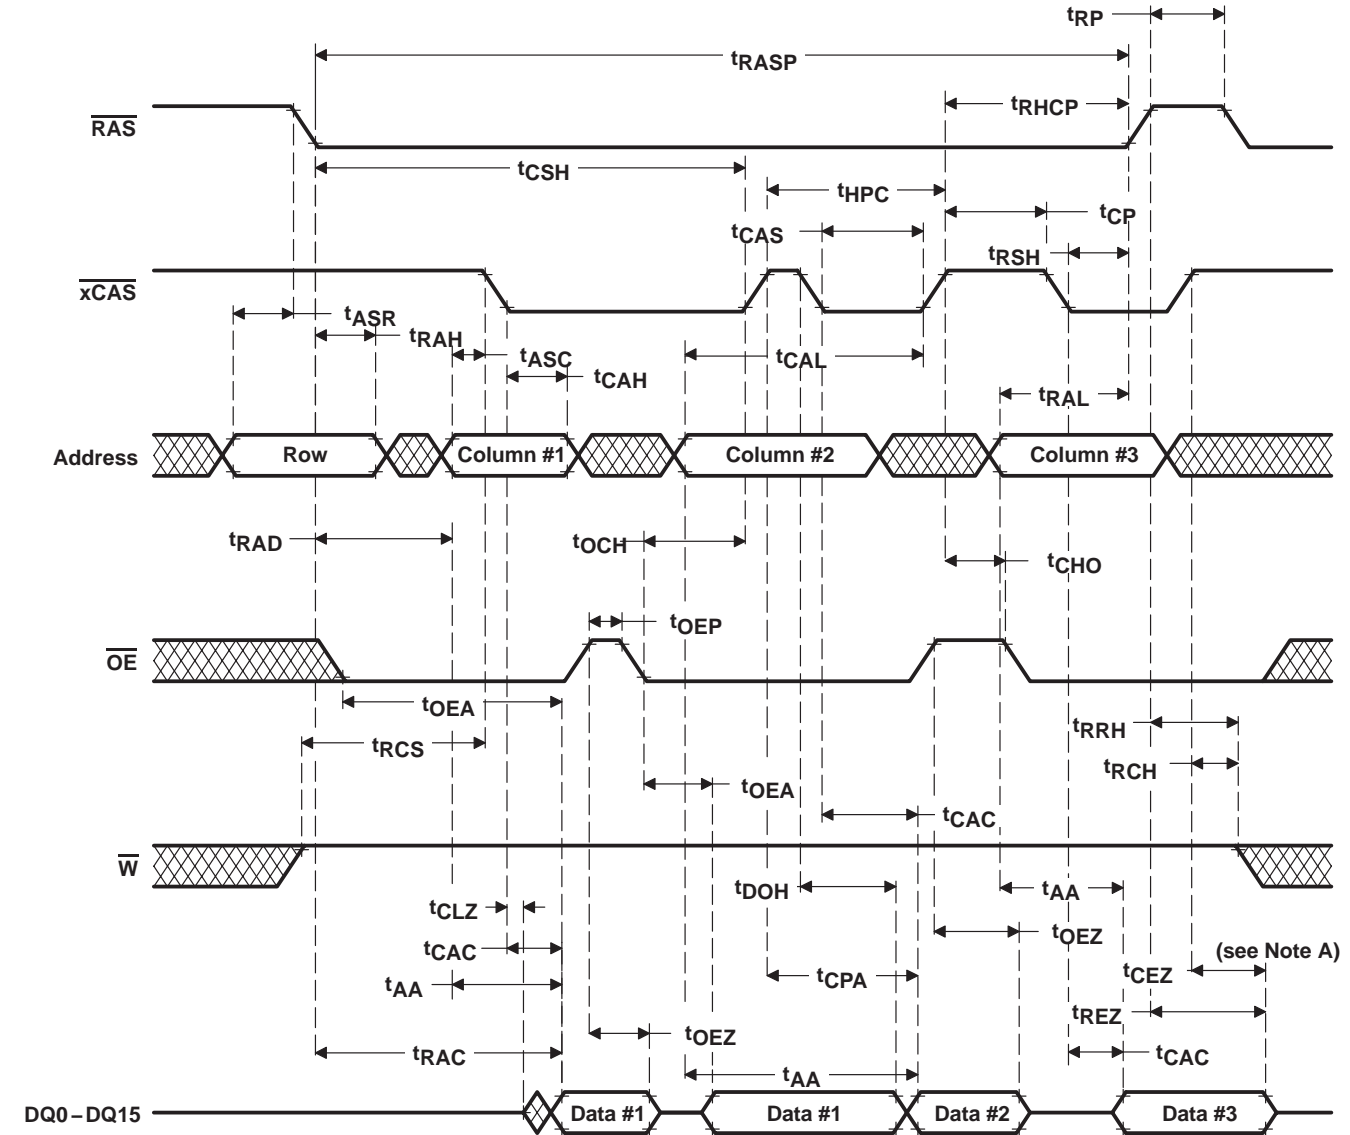 tRP
tRASP
tRHCP
RAS
tCSH
tHPC
tCP
tCAS
tRSH
xCAS
tASR
tRAH
tASC
tCAL
tCAH
tRAL
Address Row Column #1 Column #2 Column #3
tRAD
tOCH
tCHO
tOEP
OE
tOEA
tRRH
tRCS
tRCH
tOEA
tCAC
W
tDOH
tAA
tCLZ
tOEZ
tCAC
(see Note A)
tCPA
tCEZ
tAA
tREZ
tOEZ
tRAC
tCAC
tAA
DQ0–DQ15 Data #1 Data #1 Data #2 Data #3